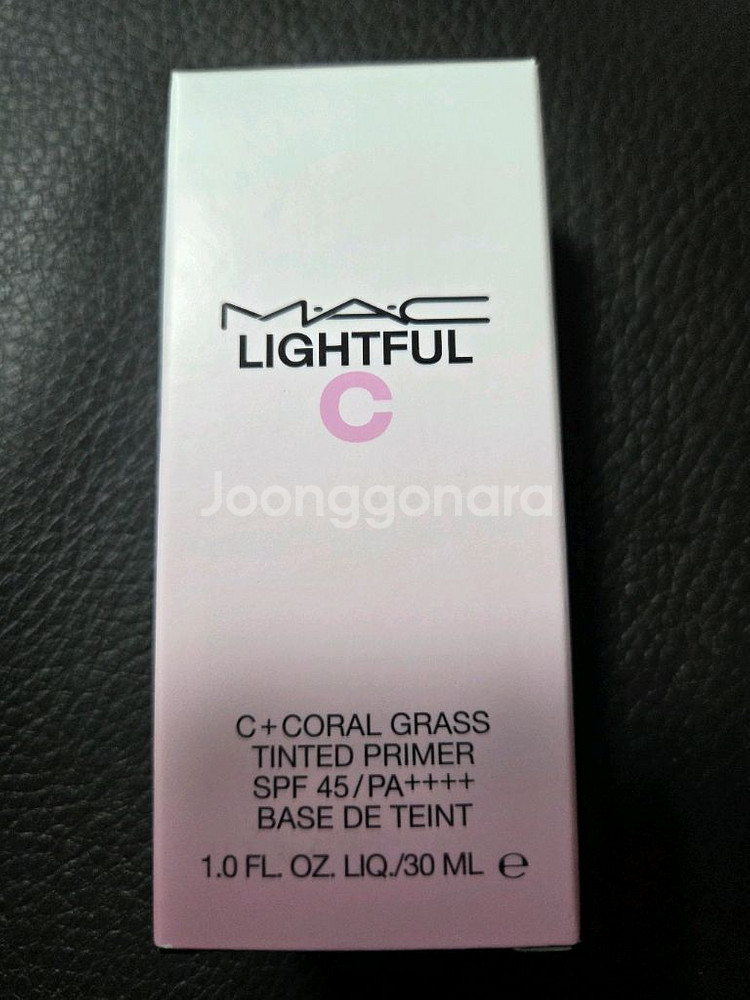 M·A·C
LIGHTFUL
C
Joonggonara
C+CORAL GRASS
TINTED PRIMER
SPF 45/PA++++
BASE DE TEINT
1.0 FL. OZ. LIQ./30 ML ℮